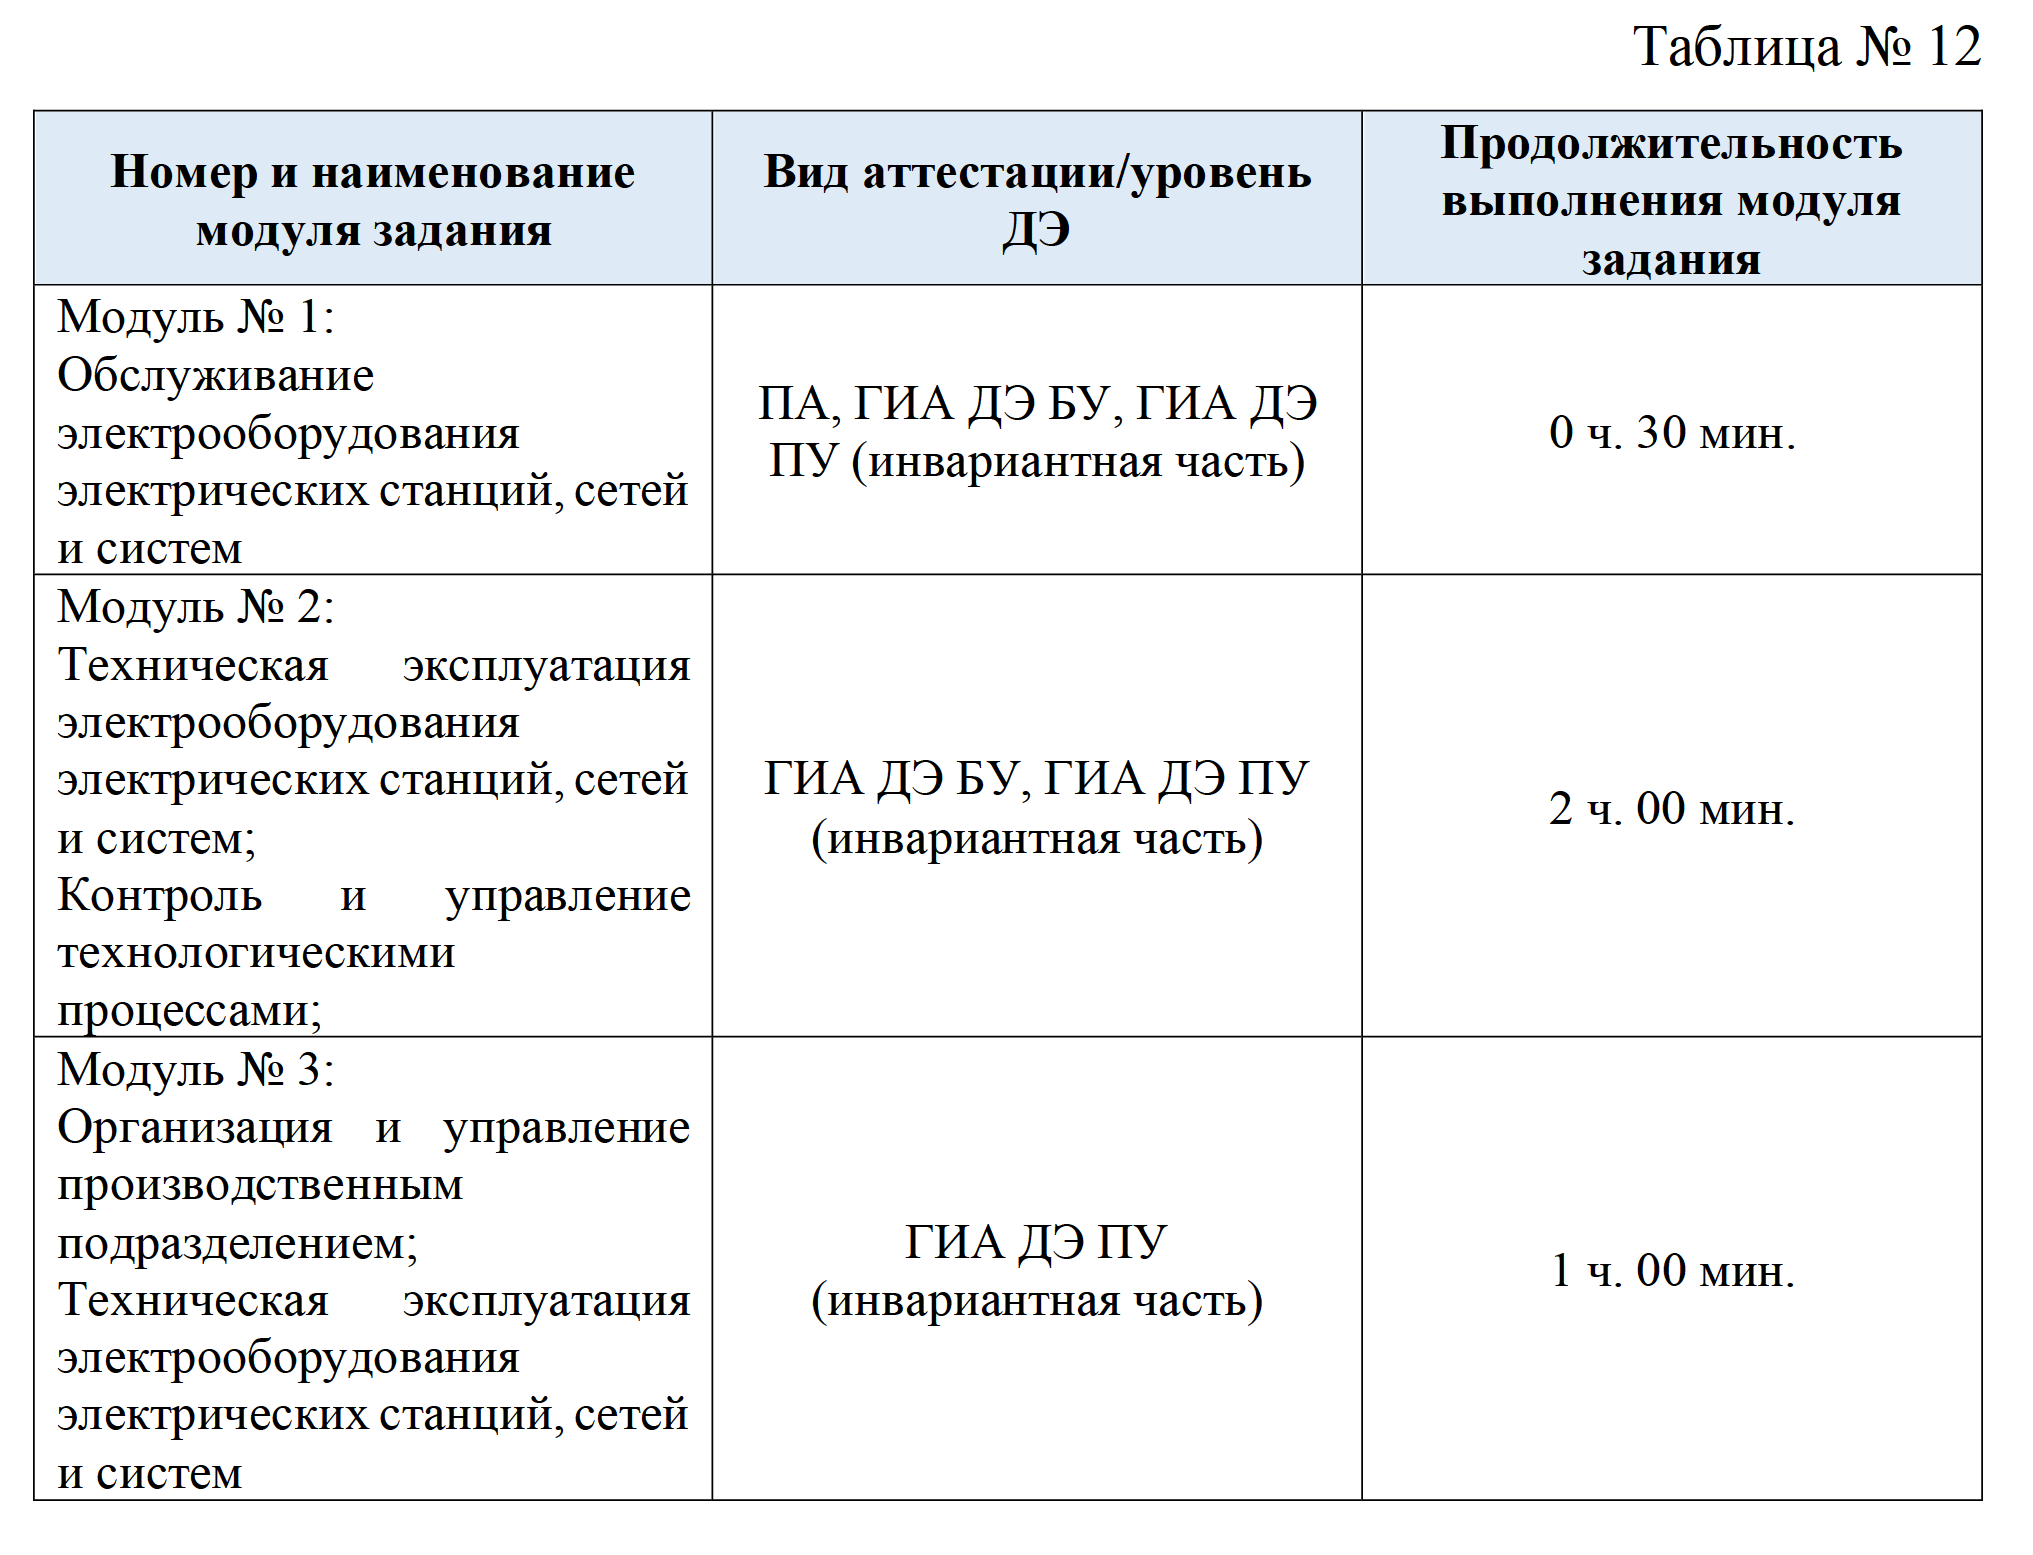 Таблица № 12
Номер и наименование
модуля задания
Вид аттестации/уровень
ДЭ
Продолжительность
выполнения модуля
задания
Модуль № 1:
Обслуживание
электрооборудования
электрических станций, сетей
и систем
ПА, ГИА ДЭ БУ, ГИА ДЭ
ПУ (инвариантная часть)
0 ч. 30 мин.
Модуль № 2:
Техническая эксплуатация
электрооборудования
электрических станций, сетей
и систем;
Контроль и управление
технологическими
процессами;
ГИА ДЭ БУ, ГИА ДЭ ПУ
(инвариантная часть)
2 ч. 00 мин.
Модуль № 3:
Организация и управление
производственным
подразделением;
Техническая эксплуатация
электрооборудования
электрических станций, сетей
и систем
ГИА ДЭ ПУ
(инвариантная часть)
1 ч. 00 мин.